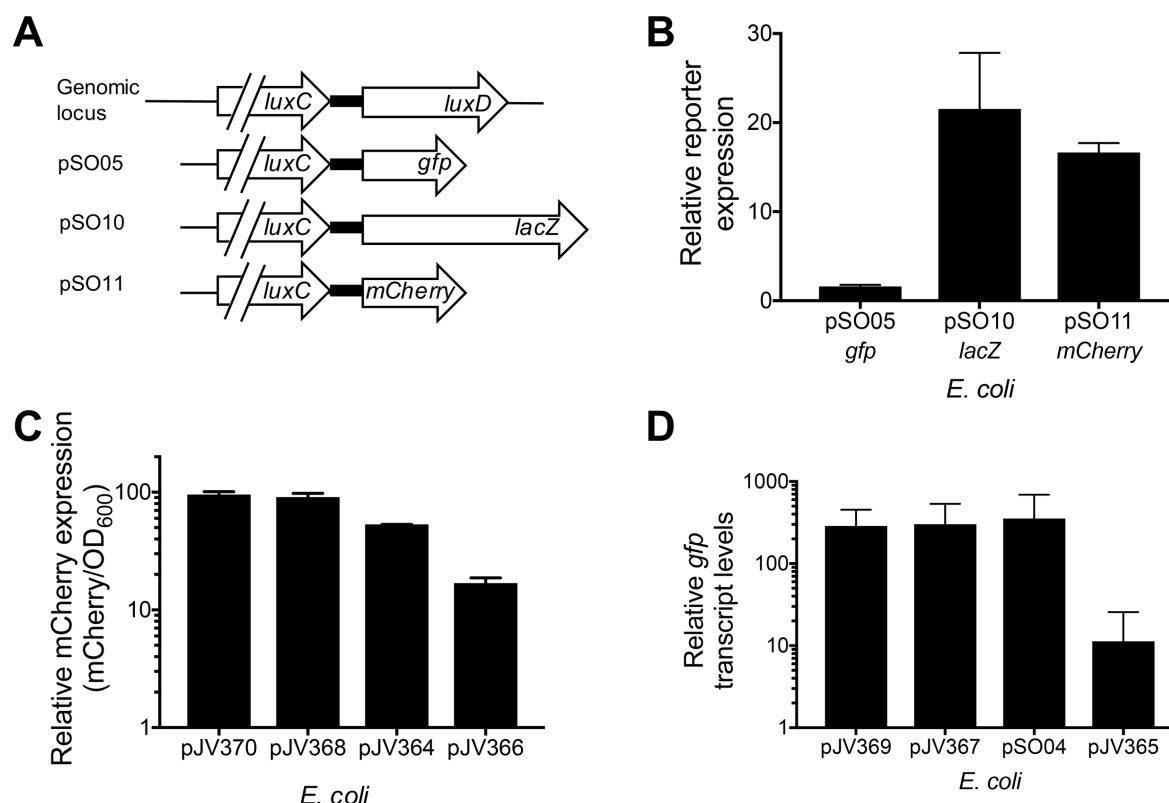 A
Genomic
locus
luxC
luxD
pSO05
luxC
gfp
pSO10
luxC
lacZ
pSO11
luxC
mCherry
B
Relative reporter
expression
30
20
10
0
pSO05
pSO10
pSO11
gfp
lacZ
mCherry
E. coli
C
Relative mCherry expression
(mCherry/OD600)
100
10
1
pJV370
pJV368
pJV364
pJV366
E. coli
D
Relative gfp
transcript levels
1000
100
10
1
pJV369
pJV367
pSO04
pJV365
E. coli